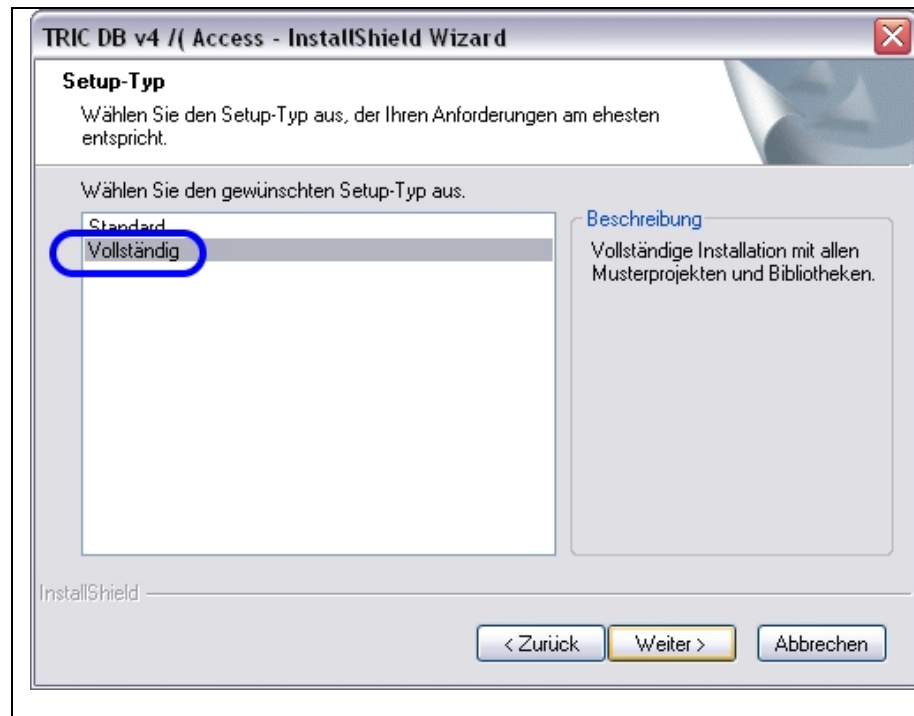 TRIC DB v4 /( Access - InstallShield Wizard
Setup-Typ
Wählen Sie den Setup-Typ aus, der Ihren Anforderungen am ehesten
entspricht.
Wählen Sie den gewünschten Setup-Typ aus.
Standard
Vollständig
Beschreibung
Vollständige Installation mit allen
Musterprojekten und Bibliotheken.
InstallShield
< Zurück
Weiter >
Abbrechen